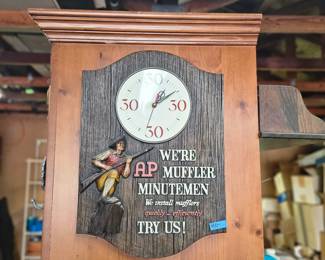 30
30
30
30
WE'RE
AP MUFFLER
MINUTEMEN
We install mufflers
quickly - efficiently
TRY US!